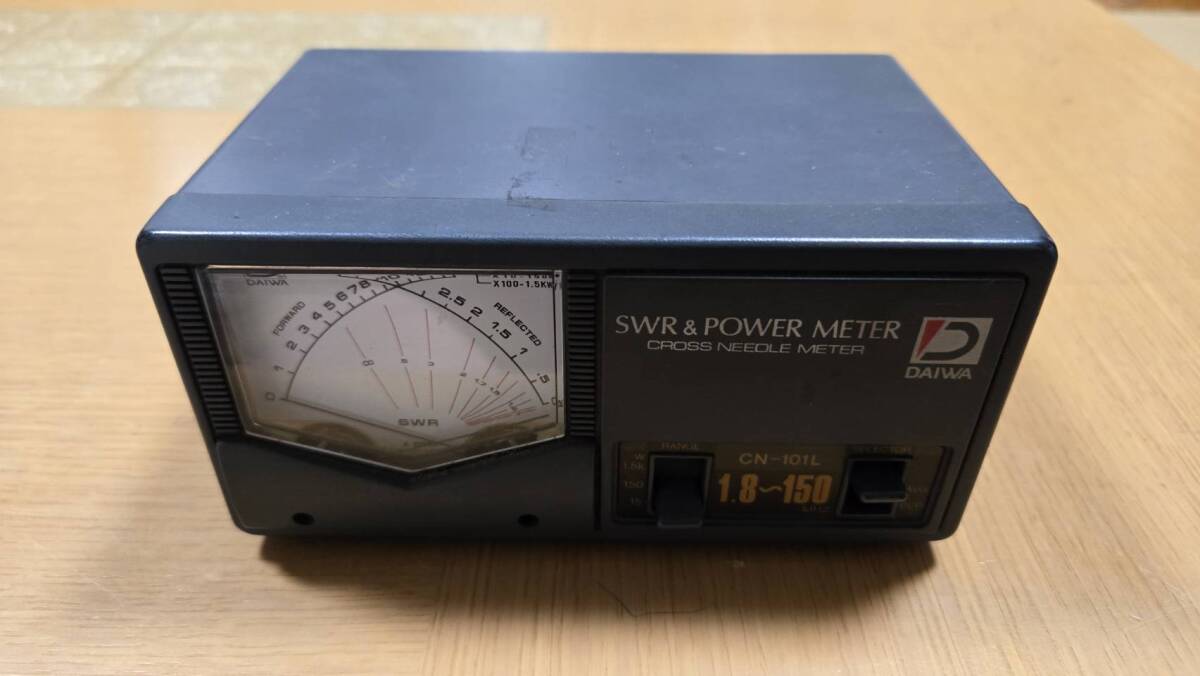 DAIWA
X100-1.5KW
FORWARD
0 1 2 3 4 5 6 7 8 10
REFLECTED
2.5 2 1.5 1 .5
SWR
SWR & POWER METER
CROSS NEEDLE METER
DAIWA
RANGE
W
1.5k
150
15
CN-101L
1.8~150
MHz